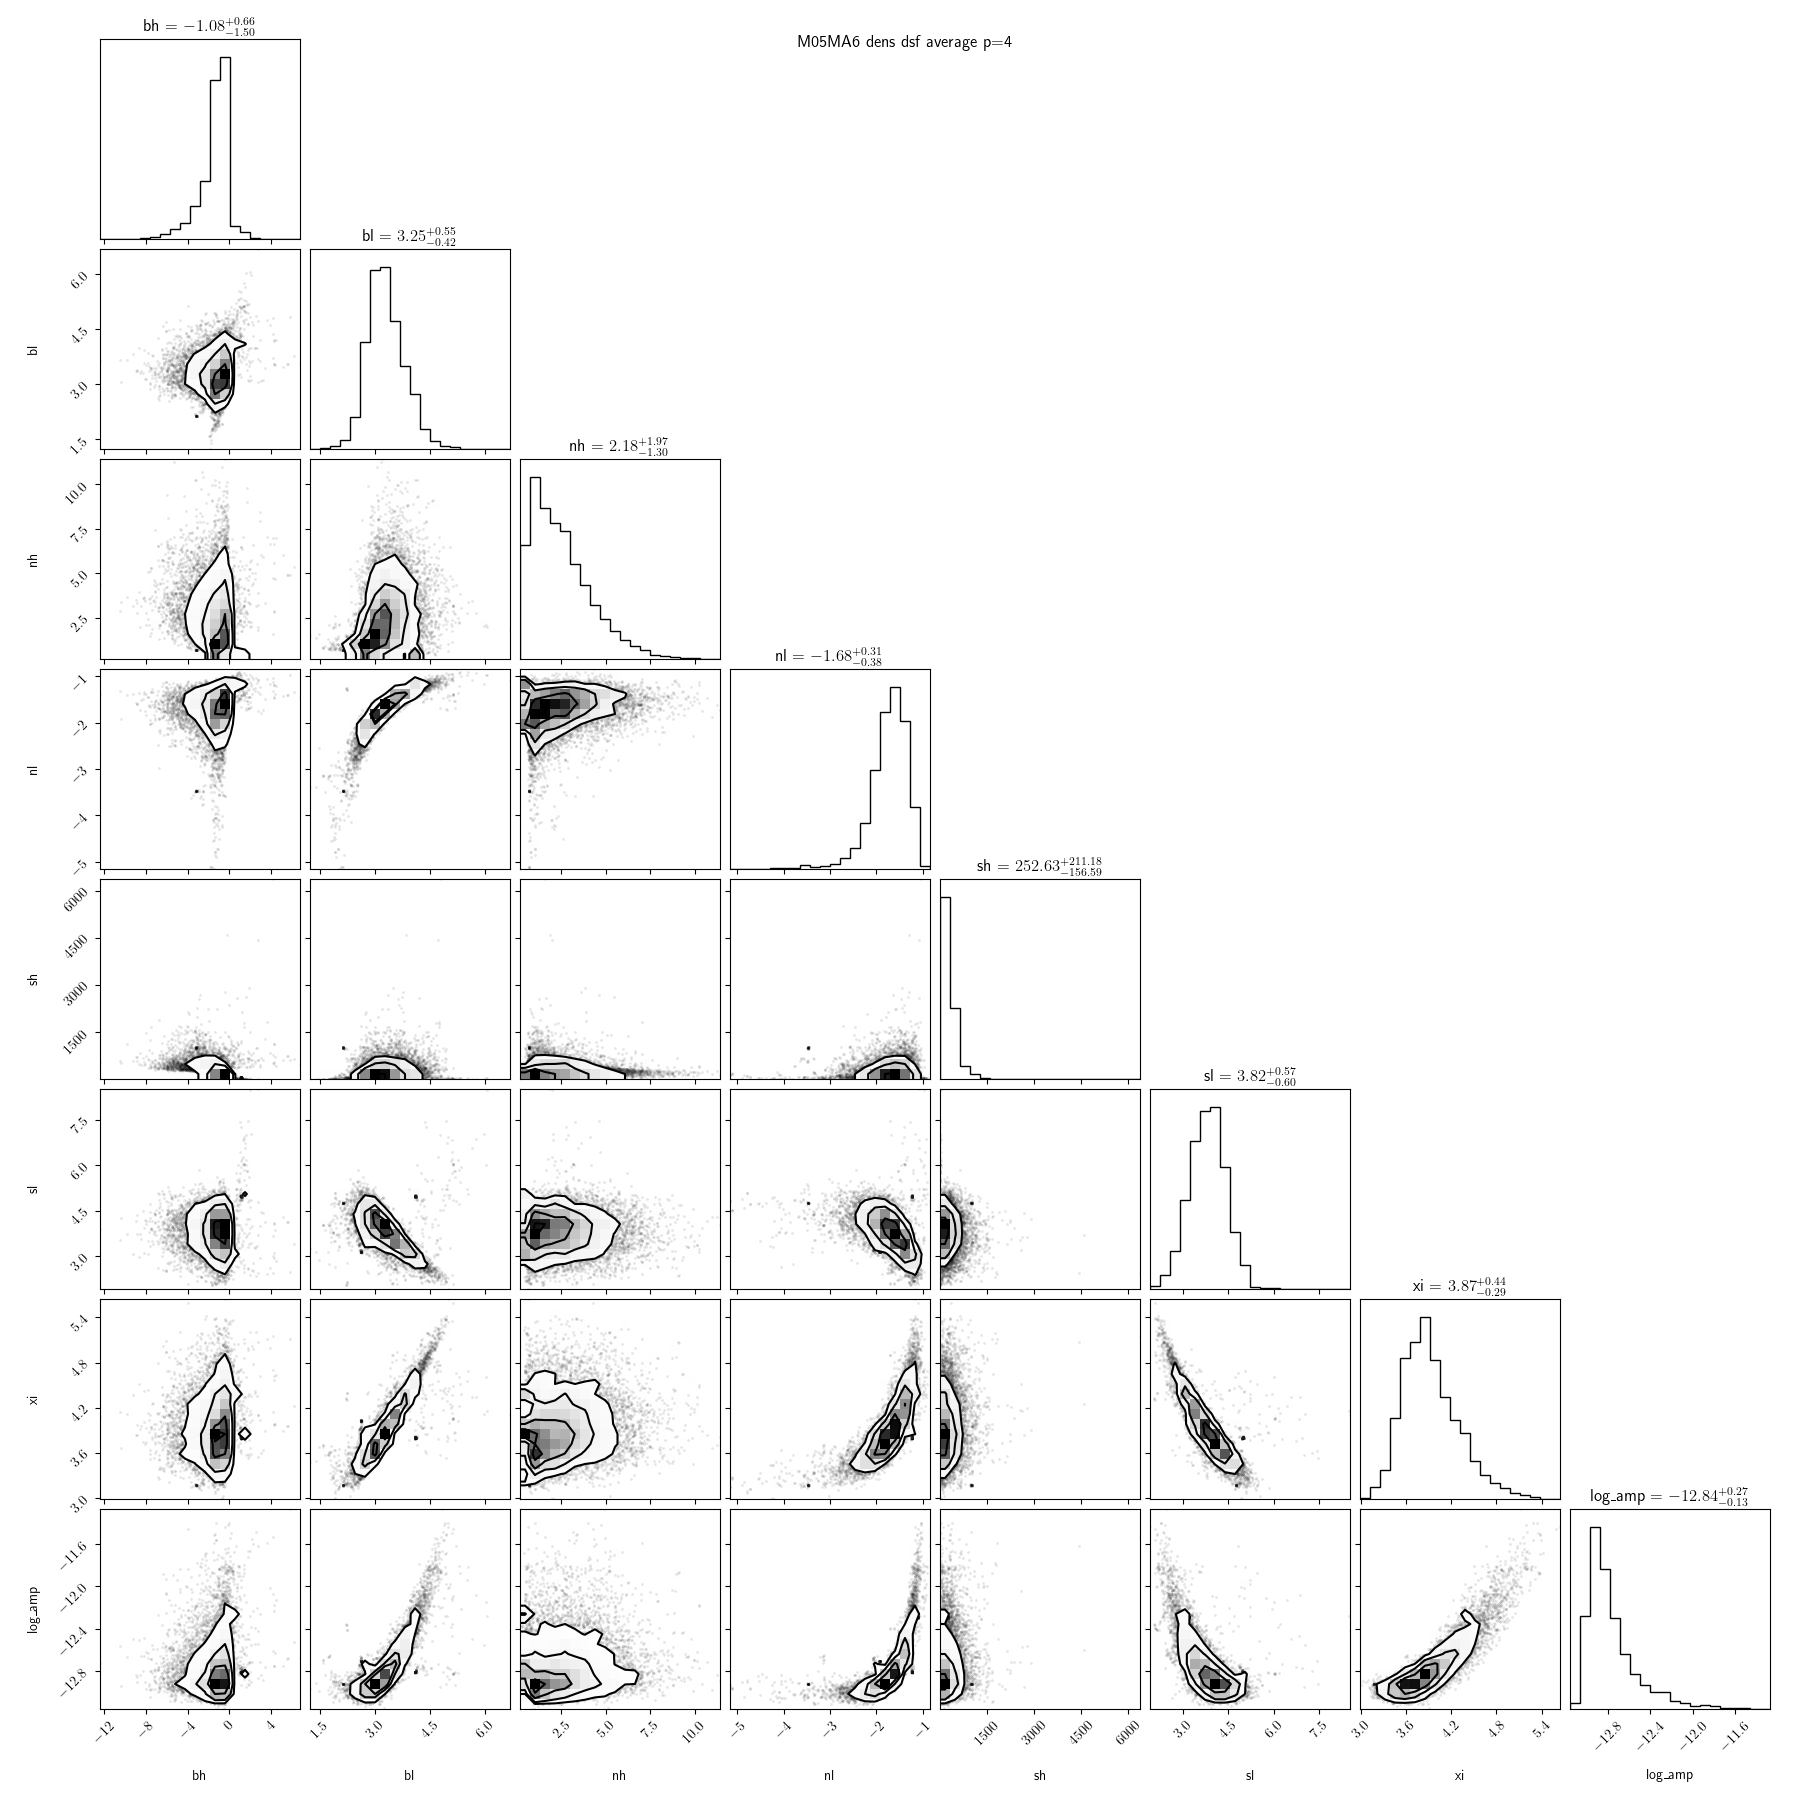 bh = −1.08+0.66−1.50
M05MA6 dens dsf average p=4
bl = 3.25+0.55−0.42
6.0
4.5
3.0
1.5
bl
nh = 2.18+1.97−1.30
10.0
7.5
5.0
2.5
nh
nl = −1.68+0.31−0.38
−1
−2
−3
−4
−5
nl
sh = 252.63+211.18−156.59
6000
4500
3000
1500
sh
sl = 3.82+0.57−0.60
7.5
6.0
4.5
3.0
sl
xi = 3.87+0.44−0.29
5.4
4.8
4.2
3.6
3.0
xi
log_amp = −12.84+0.27−0.13
−11.6
−12.0
−12.4
−12.8
log_amp
−12 −8 −4 0 4
1.5 3.0 4.5 6.0
2.5 5.0 7.5 10.0
−5 −4 −3 −2 −1
1500 3000 4500 6000
3.0 4.5 6.0 7.5
3.0 3.6 4.2 4.8 5.4
−12.8 −12.4 −12.0 −11.6
bh bl nh nl sh sl xi log_amp